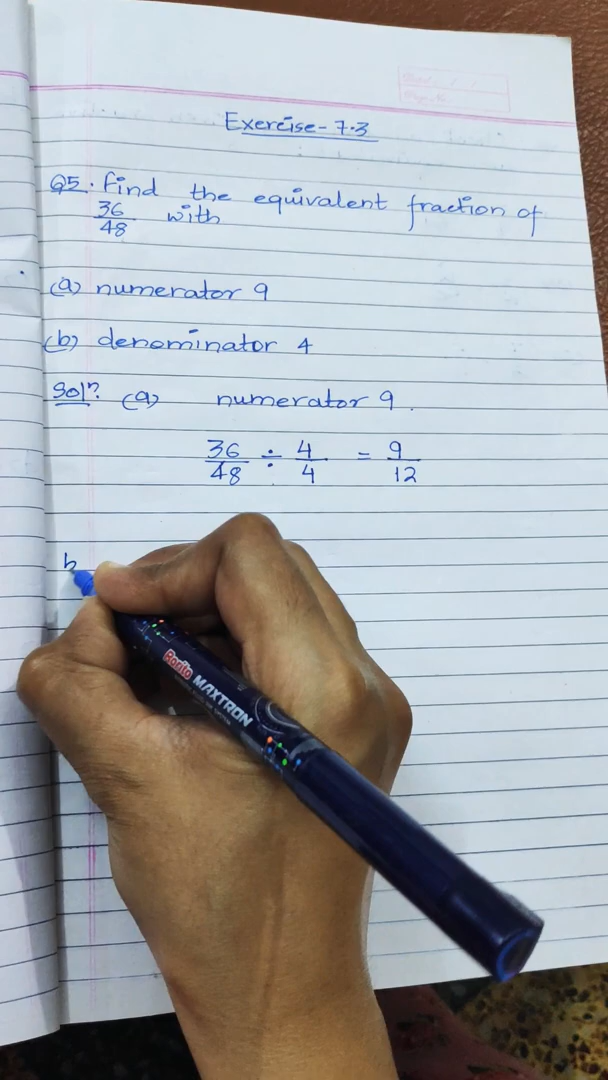 Exercise - 7.3
Q5. Find the equivalent fraction of
36/48 with
(a) numerator 9
(b) denominator 4
Solⁿ. (a) numerator 9.
36/48 ÷ 4/4 = 9/12
b
Rorito MAXTRON